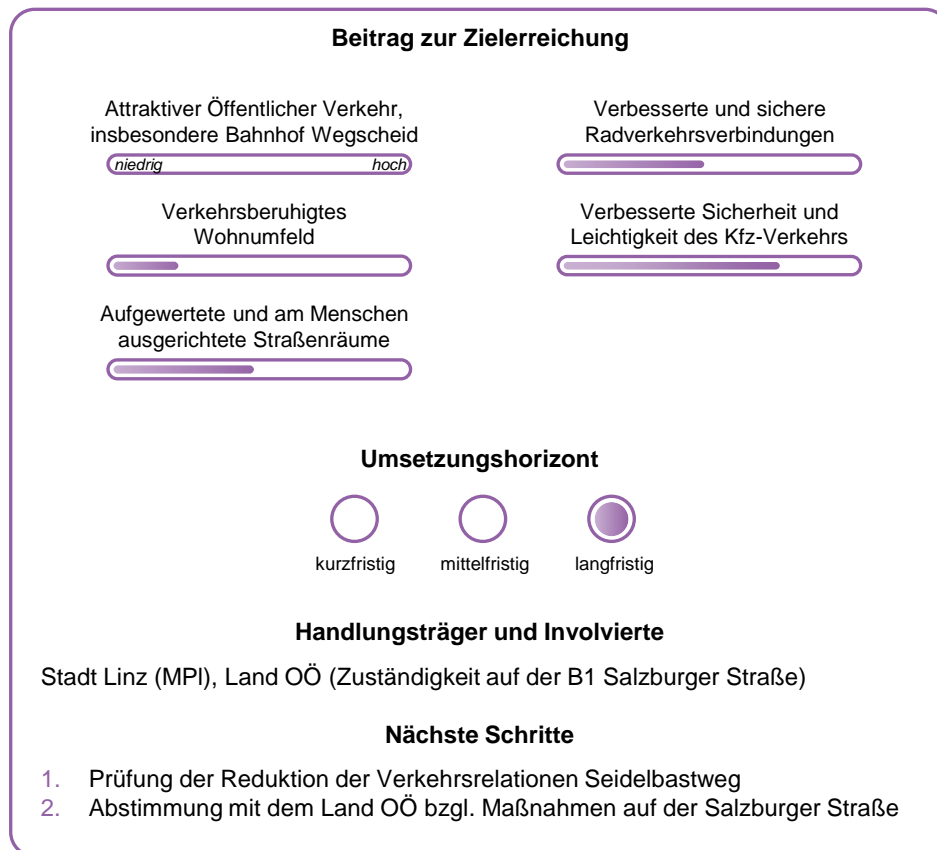 Beitrag zur Zielerreichung
Attraktiver Öffentlicher Verkehr,
insbesondere Bahnhof Wegscheid
niedrig hoch
Verbesserte und sichere
Radverkehrsverbindungen
Verkehrsberuhigtes
Wohnumfeld
Verbesserte Sicherheit und
Leichtigkeit des Kfz-Verkehrs
Aufgewertete und am Menschen
ausgerichtete Straßenräume
Umsetzungshorizont
kurzfristig mittelfristig langfristig
Handlungsträger und Involvierte
Stadt Linz (MPl), Land OÖ (Zuständigkeit auf der B1 Salzburger Straße)
Nächste Schritte
1. Prüfung der Reduktion der Verkehrsrelationen Seidelbastweg
2. Abstimmung mit dem Land OÖ bzgl. Maßnahmen auf der Salzburger Straße